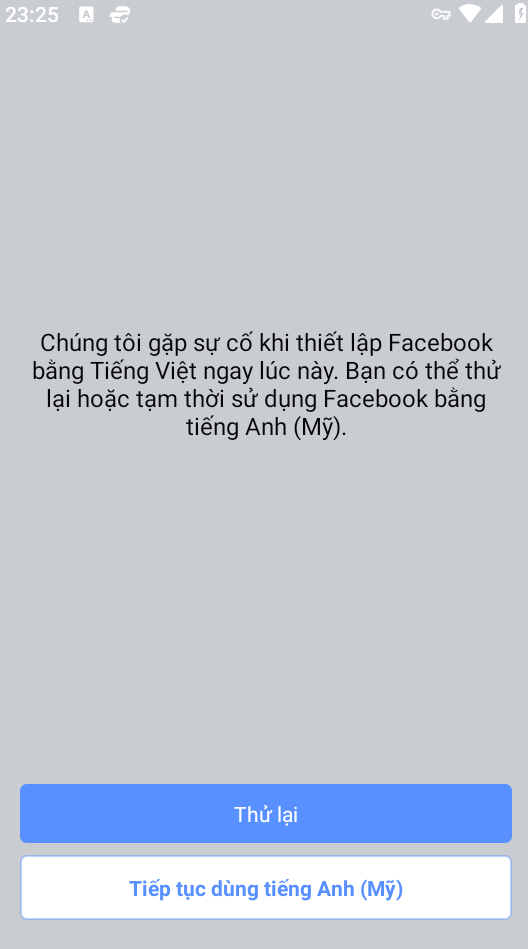 23:25
Chúng tôi gặp sự cố khi thiết lập Facebook
bằng Tiếng Việt ngay lúc này. Bạn có thể thử
lại hoặc tạm thời sử dụng Facebook bằng
tiếng Anh (Mỹ).
Thử lại
Tiếp tục dùng tiếng Anh (Mỹ)